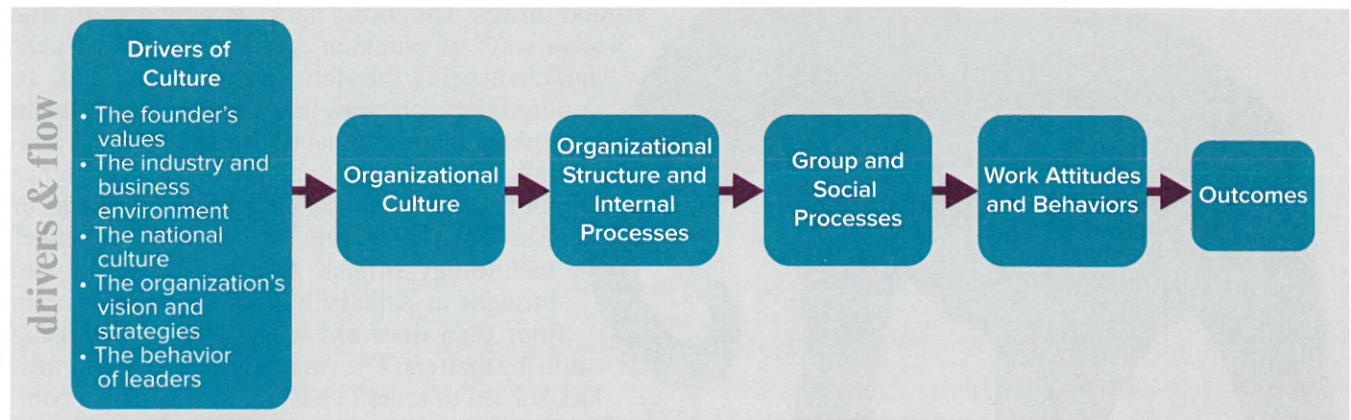 drivers & flow
Drivers of
Culture
• The founder's
values
• The industry and
business
environment
• The national
culture
• The organization's
vision and
strategies
• The behavior
of leaders
Organizational
Culture
Organizational
Structure and
Internal
Processes
Group and
Social
Processes
Work Attitudes
and Behaviors
Outcomes